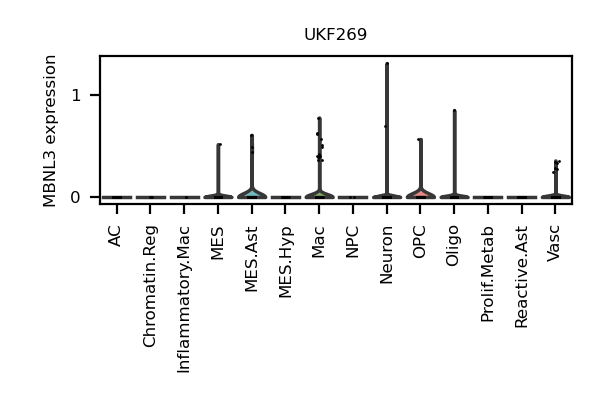 UKF269
MBNL3 expression
1
0
AC
Chromatin.Reg
Inflammatory.Mac
MES
MES.Ast
MES.Hyp
Mac
NPC
Neuron
OPC
Oligo
Prolif.Metab
Reactive.Ast
Vasc